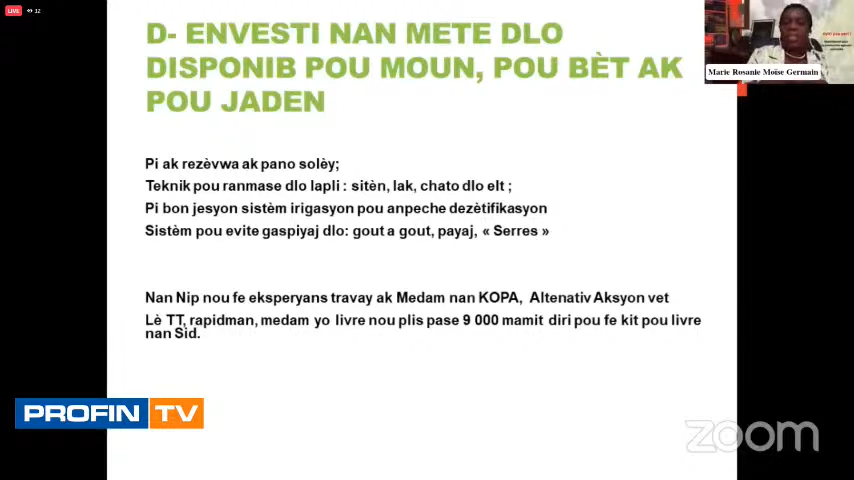 LIVE 12
Marie Rosanie Moïse Germain
D- ENVESTI NAN METE DLO
DISPONIB POU MOUN, POU BÈT AK
POU JADEN
Pi ak rezèvwa ak pano solèy;
Teknik pou ranmase dlo lapli : sitèn, lak, chato dlo elt ;
Pi bon jesyon sistèm irigasyon pou anpeche dezètifikasyon
Sistèm pou evite gaspiyaj dlo: gout a gout, payaj, « Serres »
Nan Nip nou fe eksperyans travay ak Medam nan KOPA, Altenativ Aksyon vet
Lè TT, rapidman, medam yo livre nou plis pase 9 000 mamit diri pou fe kit pou livre
nan Sid.
PROFIN TV
zoom